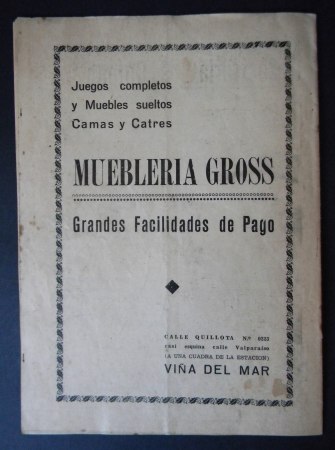 Juegos completos
y Muebles sueltos
Camas y Catres
MUEBLERIA GROSS
Grandes Facilidades de Pago
CALLE QUILLOTA N.º
casi esquina calle Valparaíso
(A UNA CUADRA DE LA ESTACION)
VIÑA DEL MAR